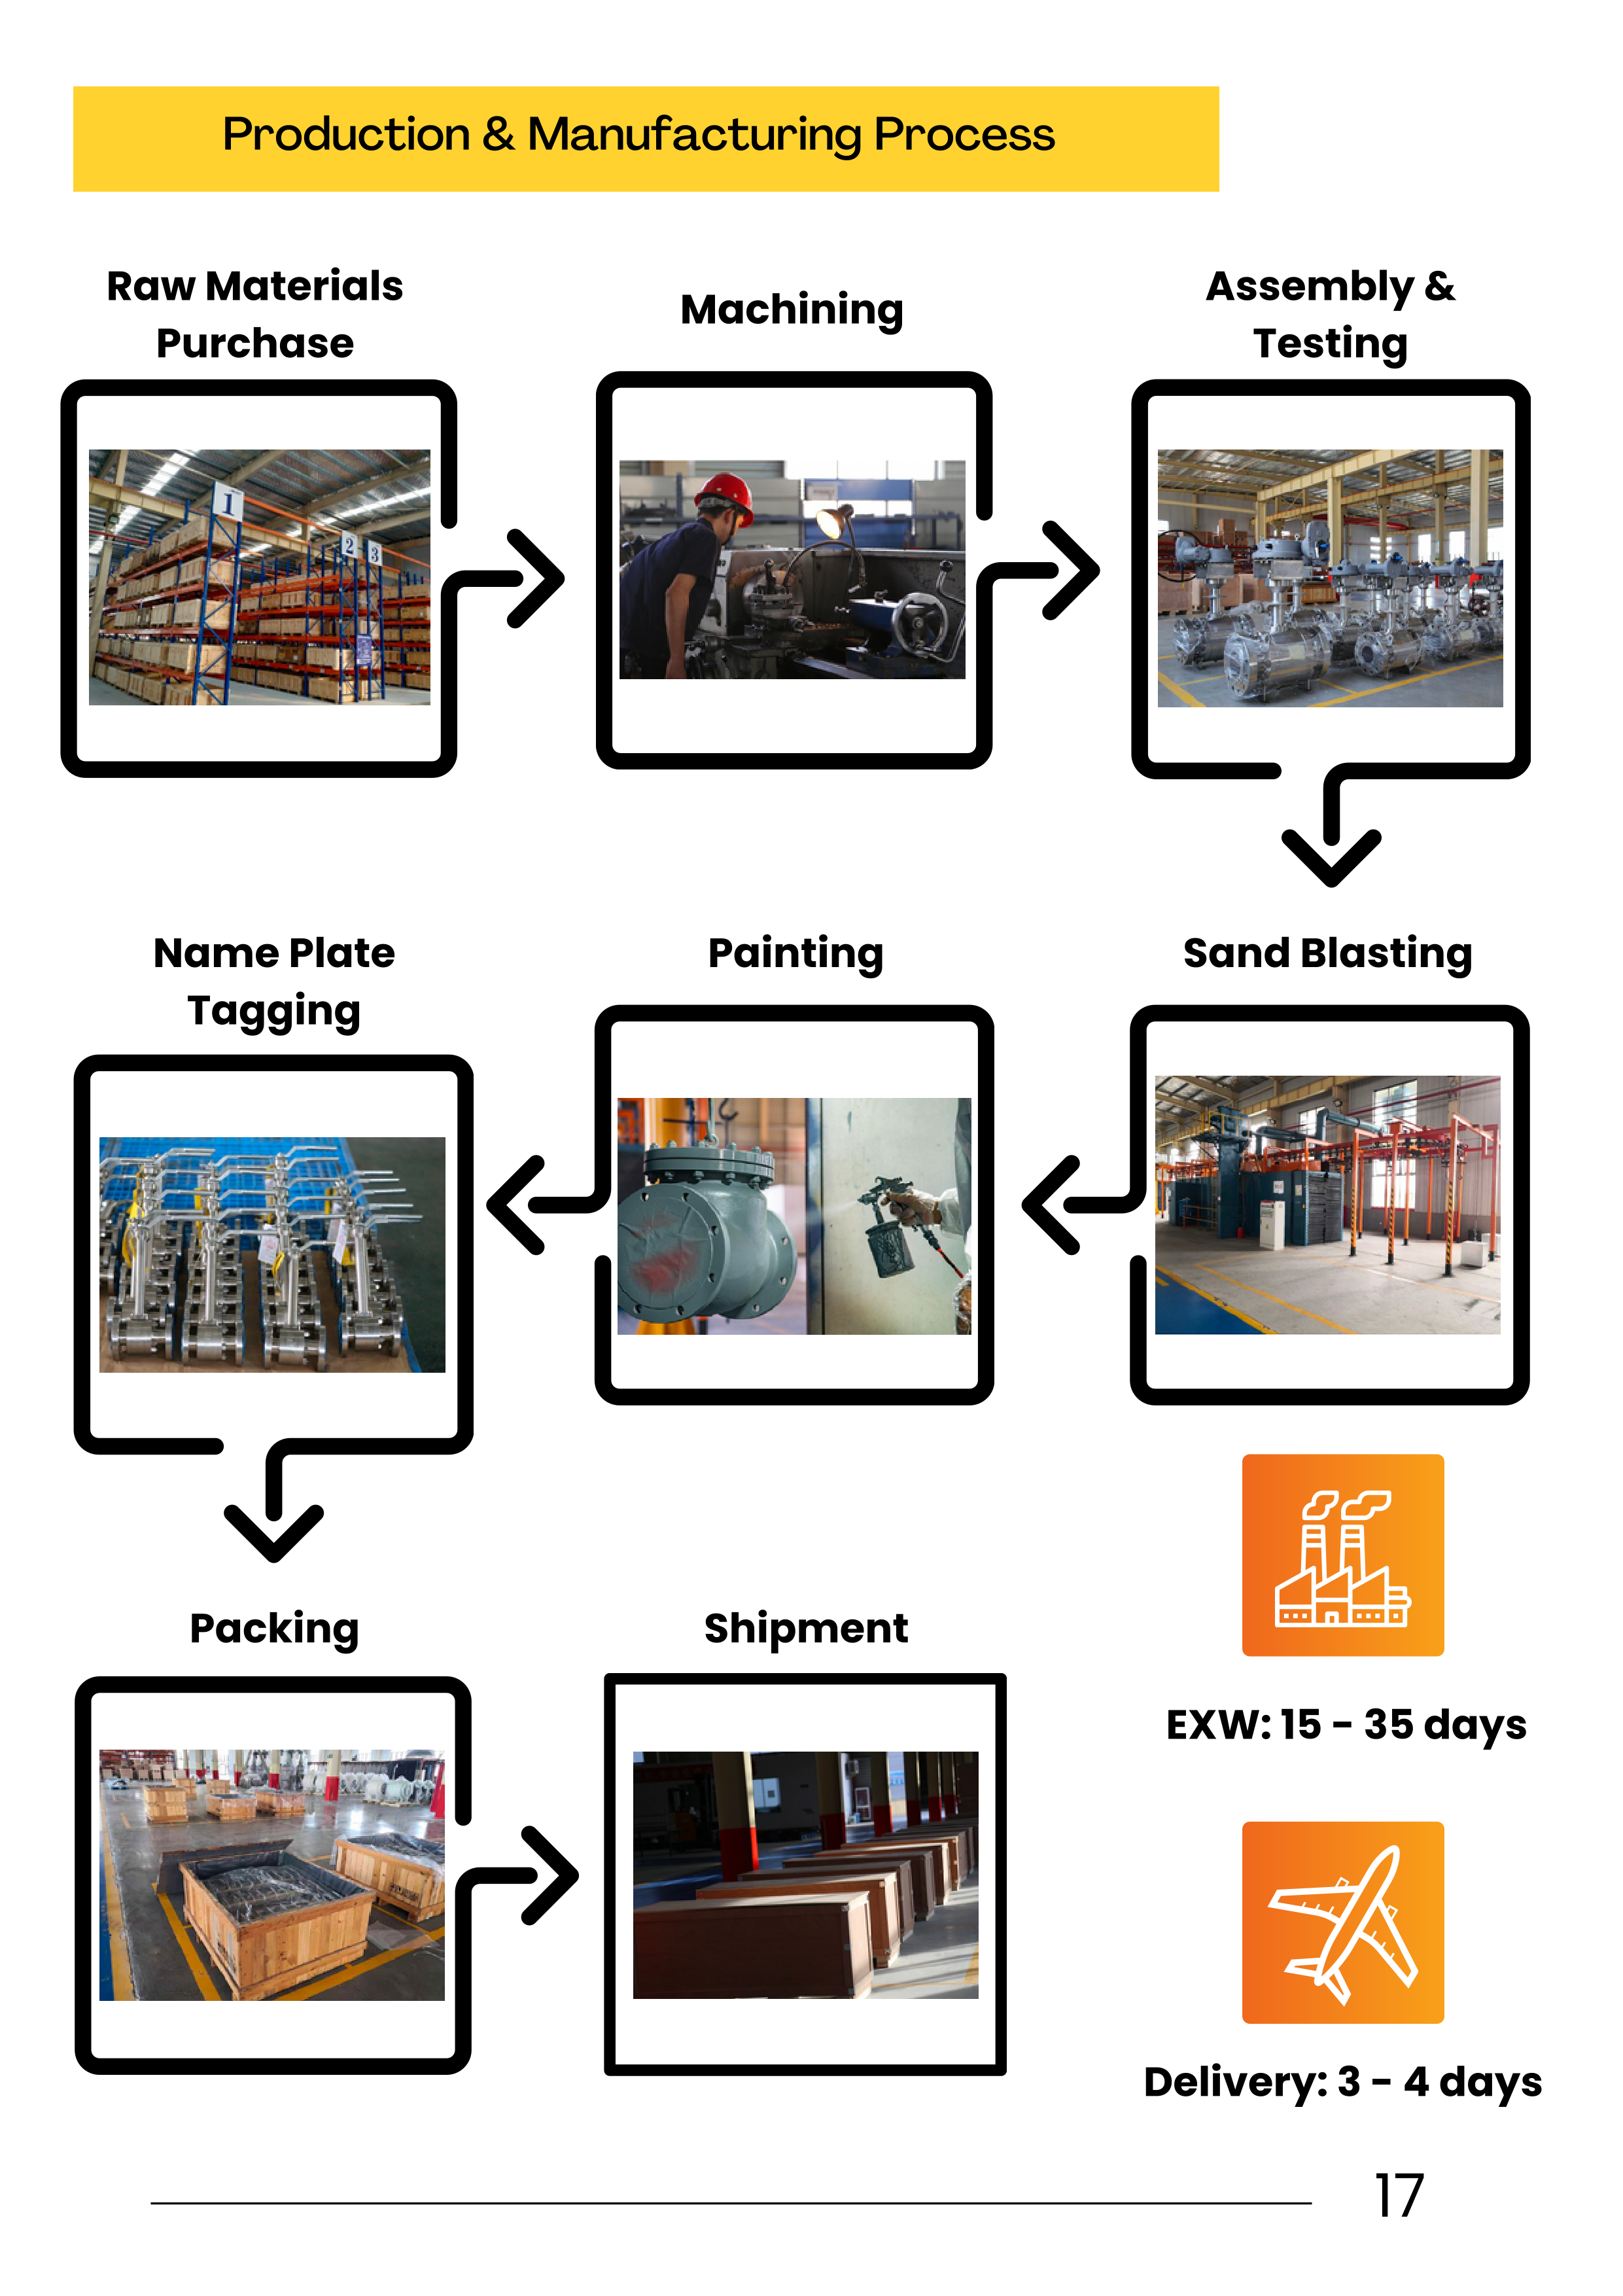 Production & Manufacturing Process
Raw Materials
Purchase
Machining
Assembly &
Testing
1
2
3
Name Plate
Tagging
Painting
Sand Blasting
Packing
Shipment
EXW: 15 - 35 days
Delivery: 3 - 4 days
17